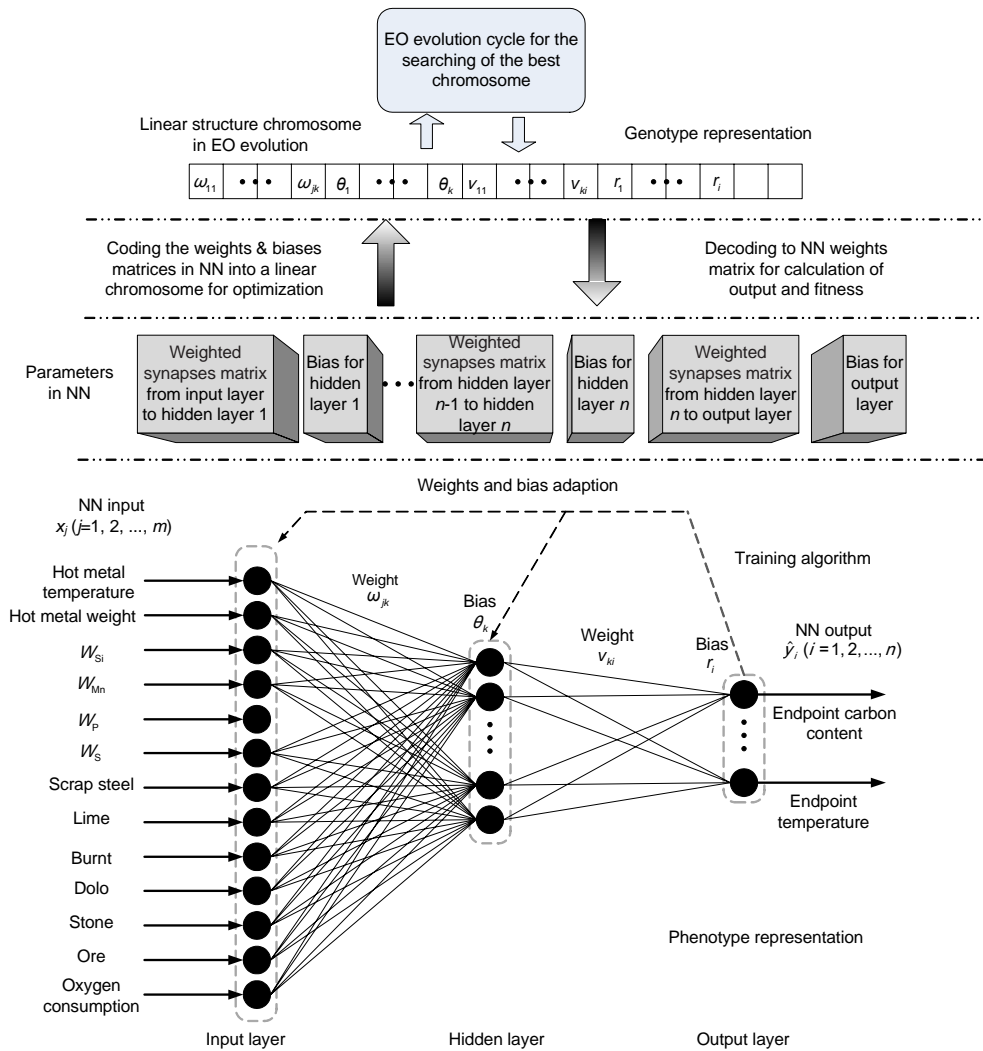 EO evolution cycle for the
searching of the best
chromosome
Linear structure chromosome
in EO evolution
Genotype representation
ω11 ••• ωjk θ1 ••• θk v11 ••• vki r1 ••• ri
Coding the weights & biases
matrices in NN into a linear
chromosome for optimization
Decoding to NN weights
matrix for calculation of
output and fitness
Parameters
in NN
Weighted
synapses matrix
from input layer
to hidden layer 1
Bias for
hidden
layer 1
•••
Weighted
synapses matrix
from hidden layer
n-1 to hidden
layer n
Bias for
hidden
layer n
Weighted
synapses matrix
from hidden layer
n to output layer
Bias for
output
layer
Weights and bias adaption
NN input
xj (j=1, 2, ..., m)
Training algorithm
Hot metal
temperature
Hot metal weight
WSi
WMn
WP
WS
Scrap steel
Lime
Burnt
Dolo
Stone
Ore
Oxygen
consumption
Weight
ωjk
Bias
θk
Weight
vki
Bias
ri
NN output
ŷi (i = 1, 2, ..., n)
Endpoint carbon
content
Endpoint
temperature
Phenotype representation
Input layer
Hidden layer
Output layer